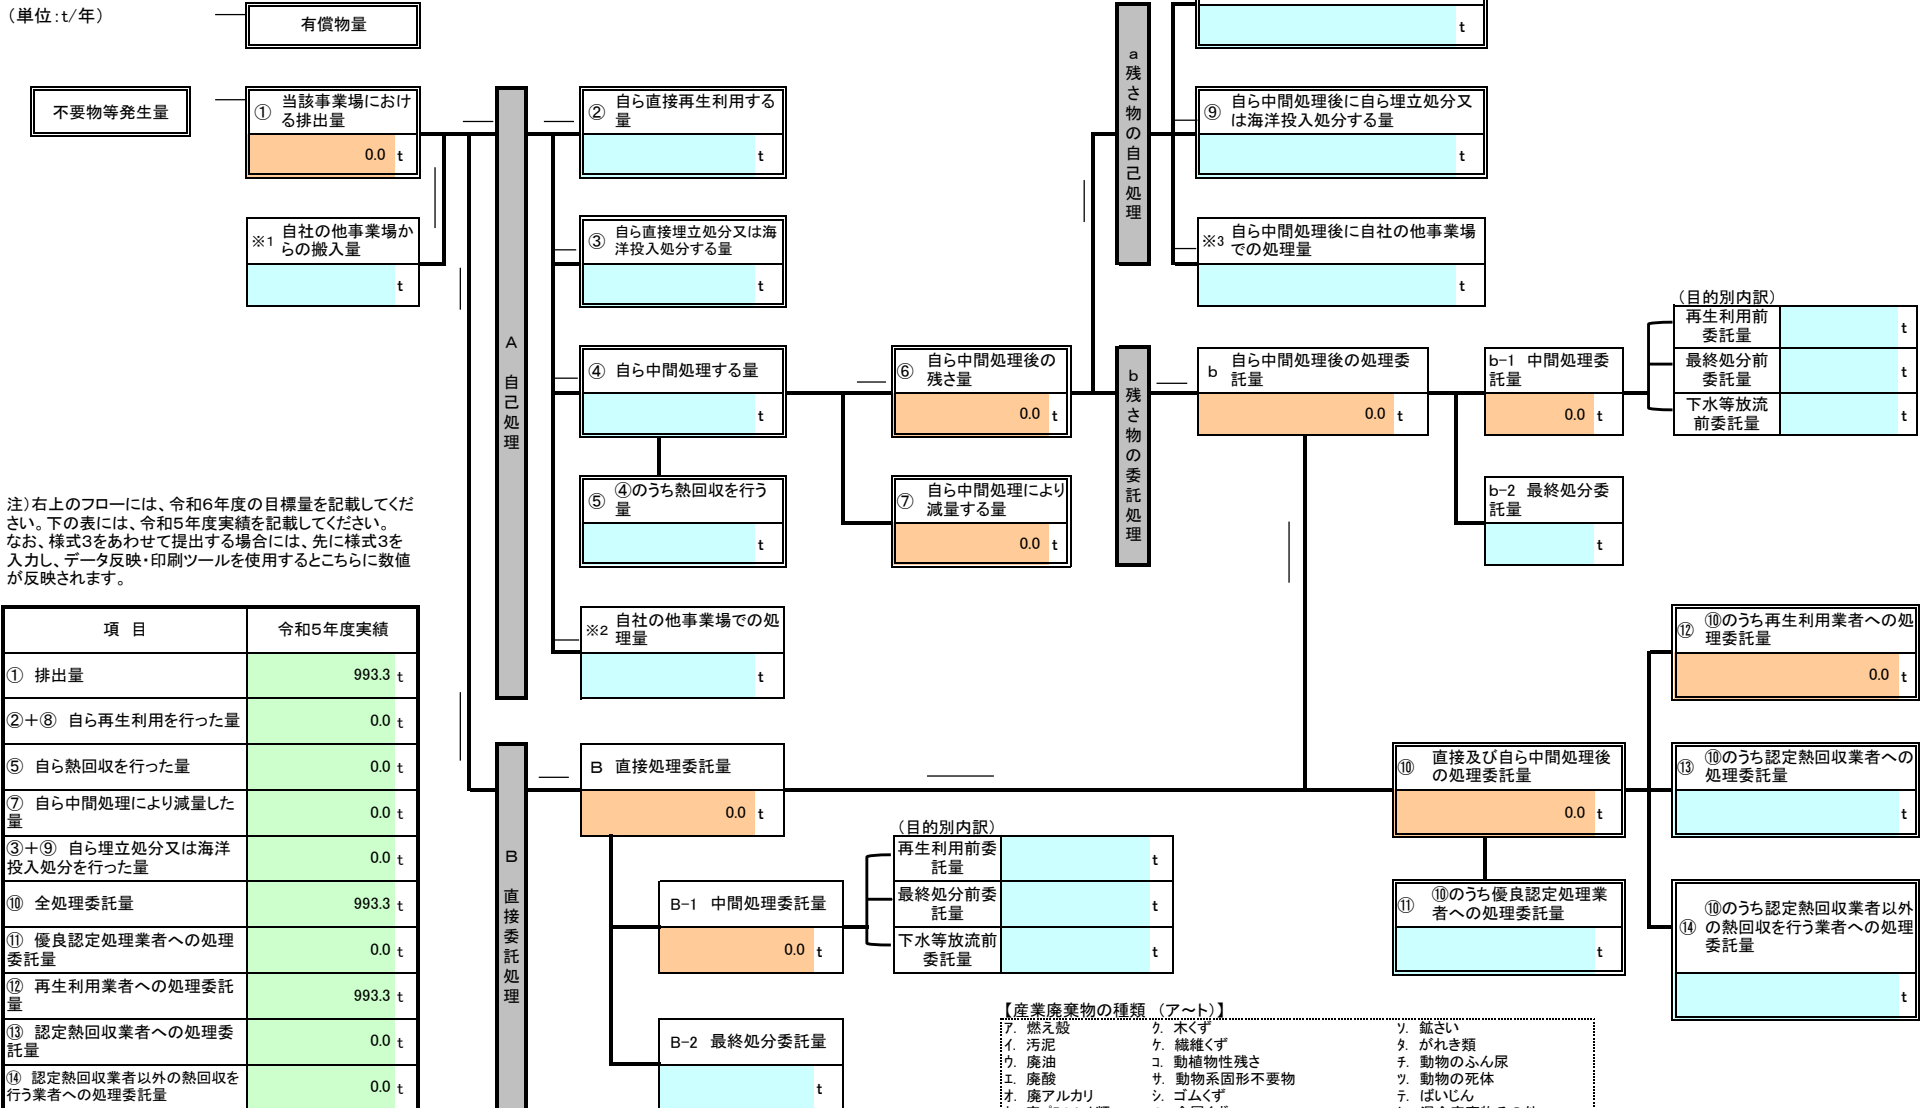 （単位：t/年）
有償物量
t
不要物等発生量
① 当該事業場におけ
る排出量
0.0 t
② 自ら直接再生利用する
量
t
a 残さ物の自己処理
⑨ 自ら中間処理後に自ら埋立処分又
は海洋投入処分する量
t
※1 自社の他事業場か
らの搬入量
t
③ 自ら直接埋立処分又は海
洋投入処分する量
t
※3 自ら中間処理後に自社の他事業場
での処理量
t
A 自己処理
④ 自ら中間処理する量
t
⑥ 自ら中間処理後の
残さ量
0.0 t
b 残さ物の委託処理
b 自ら中間処理後の処理委
託量
0.0 t
b-1 中間処理委
託量
0.0 t
（目的別内訳）
再生利用前
委託量
t
最終処分前
委託量
t
下水等放流
前委託量
t
⑤ ④のうち熱回収を行う
量
t
⑦ 自ら中間処理により
減量する量
0.0 t
b-2 最終処分委
託量
t
注）右上のフローには、令和6年度の目標量を記載してくだ
さい。下の表には、令和5年度実績を記載してください。
なお、様式3をあわせて提出する場合には、先に様式3を
入力し、データ反映・印刷ツールを使用するとこちらに数値
が反映されます。
※2 自社の他事業場での処
理量
t
項 目 令和5年度実績
① 排出量 993.3 t
②＋⑧ 自ら再生利用を行った量 0.0 t
⑤ 自ら熱回収を行った量 0.0 t
⑦ 自ら中間処理により減量した
量 0.0 t
③＋⑨ 自ら埋立処分又は海洋
投入処分を行った量 0.0 t
⑩ 全処理委託量 993.3 t
⑪ 優良認定処理業者への処理
委託量 0.0 t
⑫ 再生利用業者への処理委託
量 993.3 t
⑬ 認定熱回収業者への処理委
託量 0.0 t
⑭ 認定熱回収業者以外の熱回収を
行う業者への処理委託量 0.0 t
B 直接委託処理
B 直接処理委託量
0.0 t
B-1 中間処理委託量
0.0 t
（目的別内訳）
再生利用前委
託量
t
最終処分前委
託量
t
下水等放流前
委託量
t
B-2 最終処分委託量
t
⑩ 直接及び自ら中間処理後
の処理委託量
0.0 t
⑪ ⑩のうち優良認定処理業
者への処理委託量
t
⑫ ⑩のうち再生利用業者への処
理委託量
0.0 t
⑬ ⑩のうち認定熱回収業者への
処理委託量
t
⑭ ⑩のうち認定熱回収業者以外
の熱回収を行う業者への処理
委託量
t
【産業廃棄物の種類 （ア～ト）】
ア. 燃え殻 ク. 木くず ソ. 鉱さい
イ. 汚泥 ケ. 繊維くず タ. がれき類
ウ. 廃油 コ. 動植物性残さ チ. 動物のふん尿
エ. 廃酸 サ. 動物系固形不要物 ツ. 動物の死体
オ. 廃アルカリ シ. ゴムくず テ. ばいじん